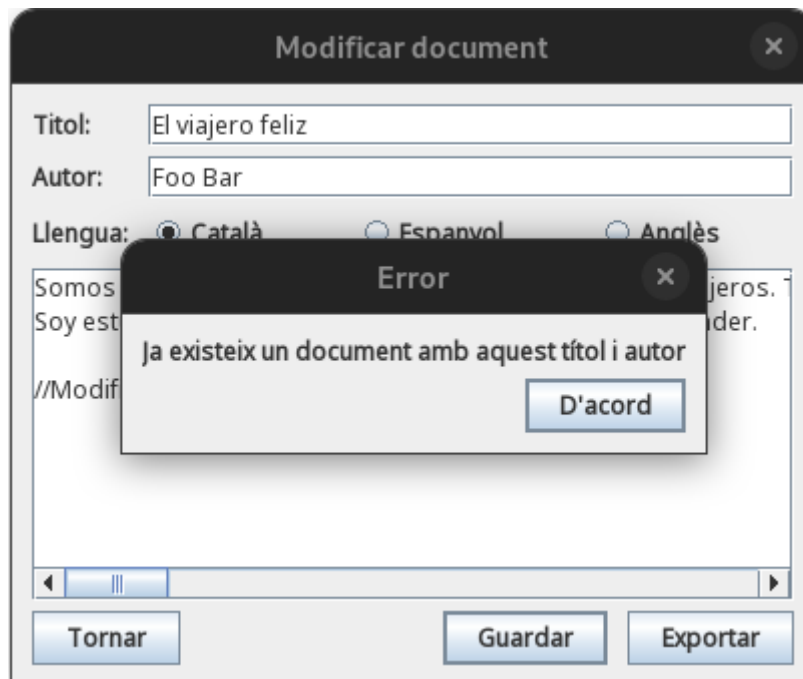 Modificar document
Titol: El viajero feliz
Autor: Foo Bar
Llengua: Català Espanyol Anglès
Error
Somos jeros.
Soy est der.
Ja existeix un document amb aquest títol i autor
//Modif
D'acord
Tornar Guardar Exportar